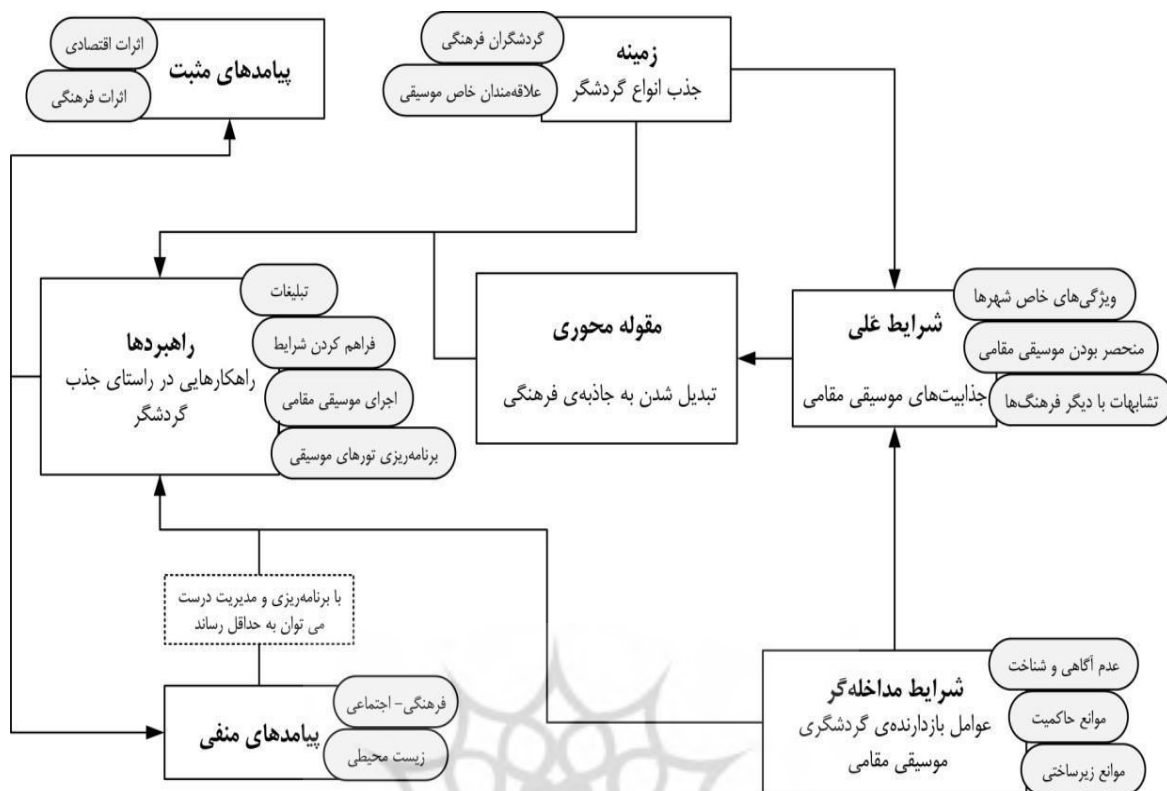 زمینه
جذب انواع گردشگر
گردشگران فرهنگی
علاقه‌مندان خاص موسیقی
پیامدهای مثبت
اثرات اقتصادی
اثرات فرهنگی
ویژگی‌های خاص شهرها
منحصر بودن موسیقی مقامی
تشابهات با دیگر فرهنگ‌ها
شرایط عّلی
جذابیت‌های موسیقی مقامی
مقوله محوری
تبدیل شدن به جاذبه‌ی فرهنگی
تبلیغات
فراهم کردن شرایط
اجرای موسیقی مقامی
برنامه‌ریزی تورهای موسیقی
راهبردها
راهکارهایی در راستای جذب
گردشگر
با برنامه‌ریزی و مدیریت درست
می توان به حداقل رساند
عدم آگاهی و شناخت
موانع حاکمیت
موانع زیرساختی
شرایط مداخله‌گر
عوامل بازدارنده‌ی گردشگری
موسیقی مقامی
فرهنگی- اجتماعی
زیست محیطی
پیامدهای منفی